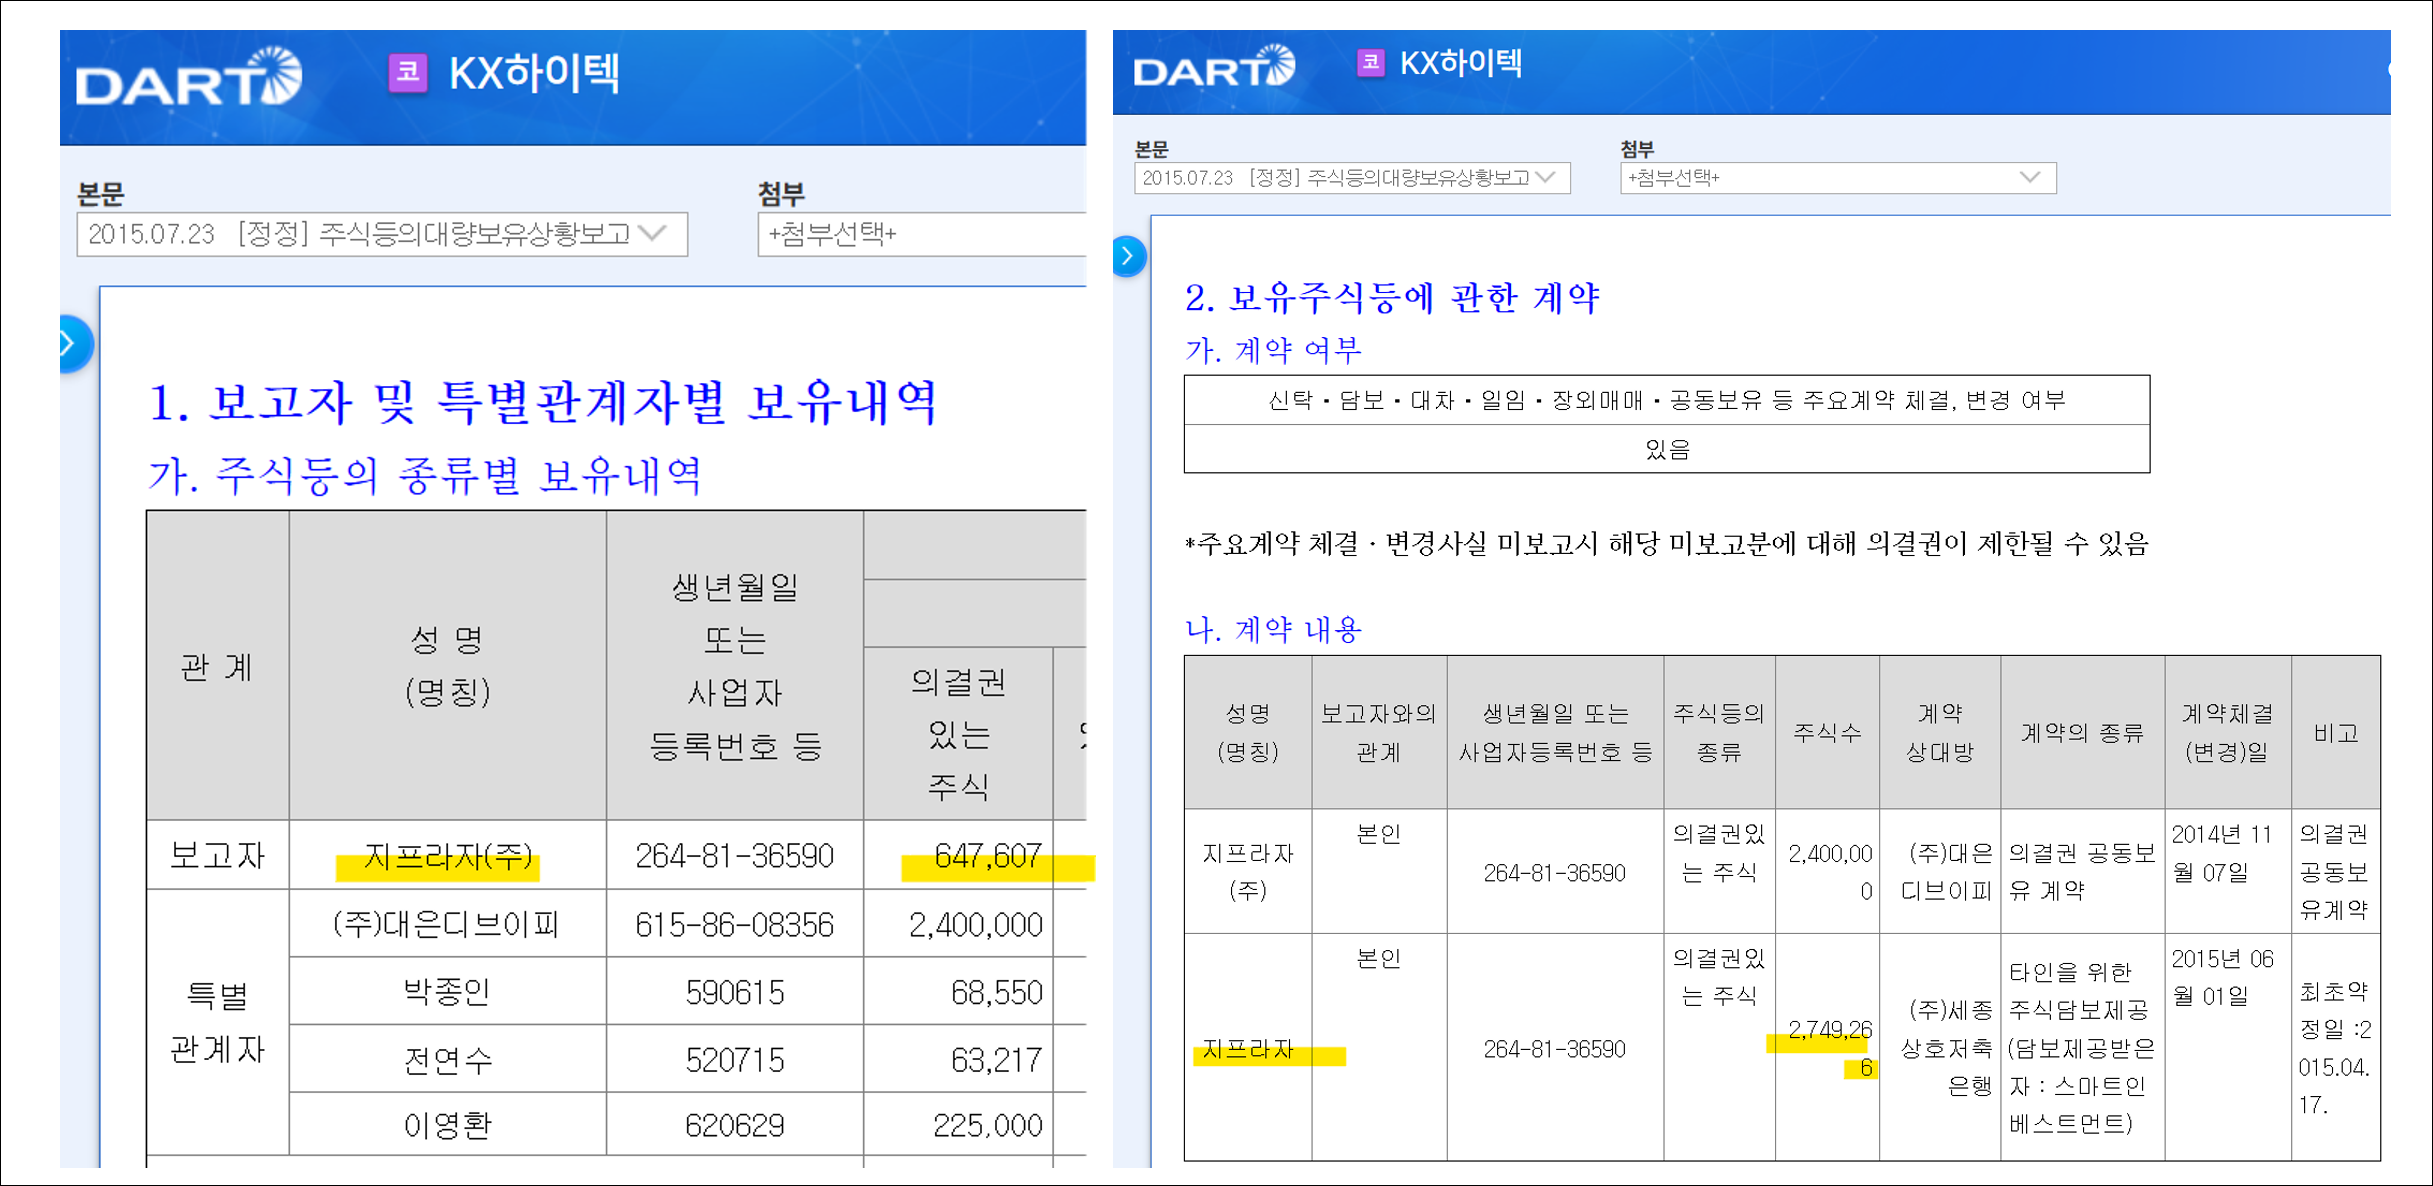 DART
코 KX하이텍
본문
첨부
2015.07.23 [정정] 주식등의대량보유상황보고
+첨부선택+
1. 보고자 및 특별관계자별 보유내역
가. 주식등의 종류별 보유내역
관 계
성 명
(명칭)
생년월일
또는
사업자
등록번호 등
의결권
있는
주식
보고자
지프라자(주)
264-81-36590
647,607
특별
관계자
(주)대은디브이피
615-86-08356
2,400,000
박종인
590615
68,550
전연수
520715
63,217
이영환
620629
225,000
DART
코 KX하이텍
본문
첨부
2015.07.23 [정정] 주식등의대량보유상황보고
+첨부선택+
2. 보유주식등에 관한 계약
가. 계약 여부
신탁・담보・대차・일임・장외매매・공동보유 등 주요계약 체결, 변경 여부
있음
*주요계약 체결・변경사실 미보고시 해당 미보고분에 대해 의결권이 제한될 수 있음
나. 계약 내용
성명
(명칭)
보고자와의
관계
생년월일 또는
사업자등록번호 등
주식등의
종류
주식수
계약
상대방
계약의 종류
계약체결
(변경)일
비고
지프라자
(주)
본인
264-81-36590
의결권있
는 주식
2,400,00
0
(주)대은
디브이피
의결권 공동보
유 계약
2014년 11
월 07일
의결권
공동보
유계약
지프라자
본인
264-81-36590
의결권있
는 주식
2,749,26
6
(주)세종
상호저축
은행
타인을 위한
주식담보제공
(담보제공받은
자 : 스마트인
베스트먼트)
2015년 06
월 01일
최초약
정일 :2
015.04.
17.